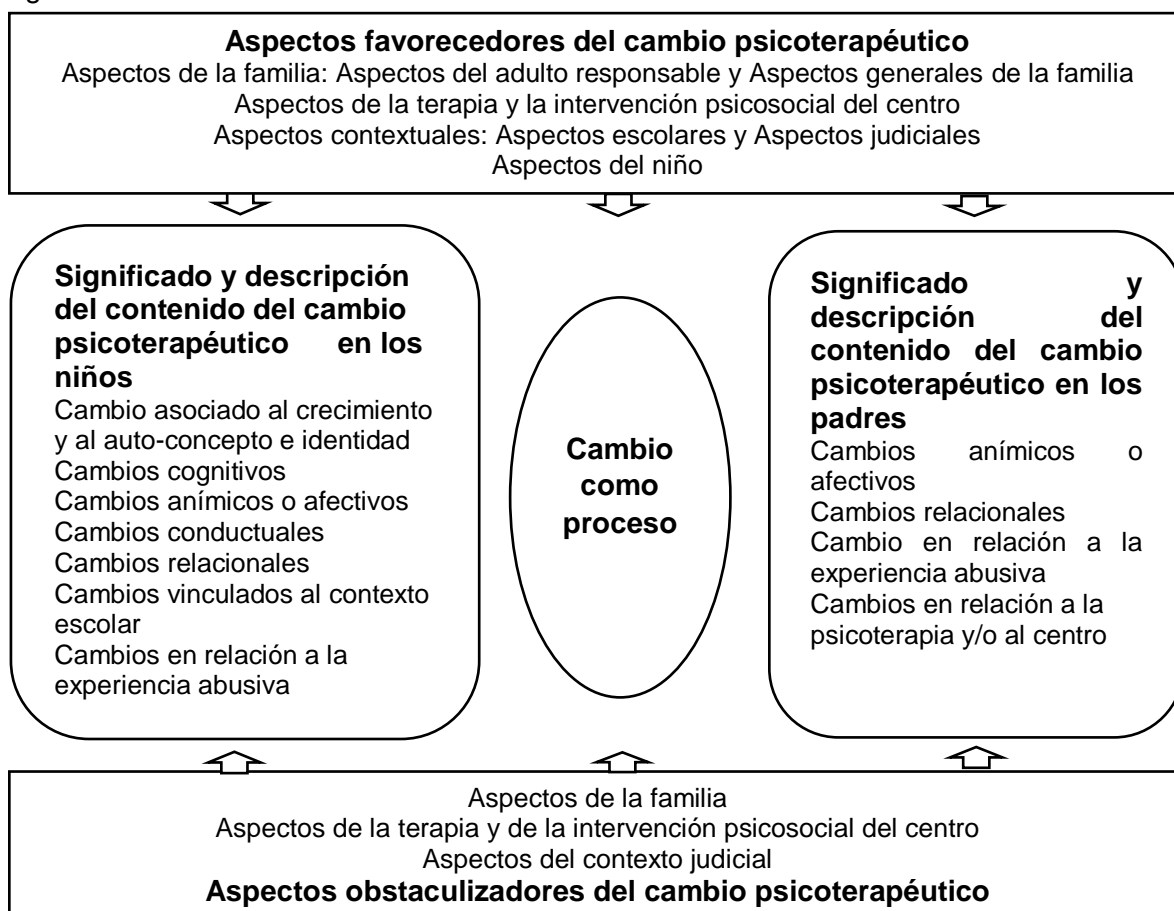 Aspectos favorecedores del cambio psicoterapéutico
Aspectos de la familia: Aspectos del adulto responsable y Aspectos generales de la familia
Aspectos de la terapia y la intervención psicosocial del centro
Aspectos contextuales: Aspectos escolares y Aspectos judiciales
Aspectos del niño
Significado y descripción
del contenido del cambio
psicoterapéutico en los
niños
Cambio asociado al crecimiento
y al auto-concepto e identidad
Cambios cognitivos
Cambios anímicos o afectivos
Cambios conductuales
Cambios relacionales
Cambios vinculados al contexto
escolar
Cambios en relación a la
experiencia abusiva
Cambio
como
proceso
Significado y
descripción del
contenido del cambio
psicoterapéutico en los
padres
Cambios anímicos o
afectivos
Cambios relacionales
Cambio en relación a la
experiencia abusiva
Cambios en relación a la
psicoterapia y/o al centro
Aspectos de la familia
Aspectos de la terapia y de la intervención psicosocial del centro
Aspectos del contexto judicial
Aspectos obstaculizadores del cambio psicoterapéutico